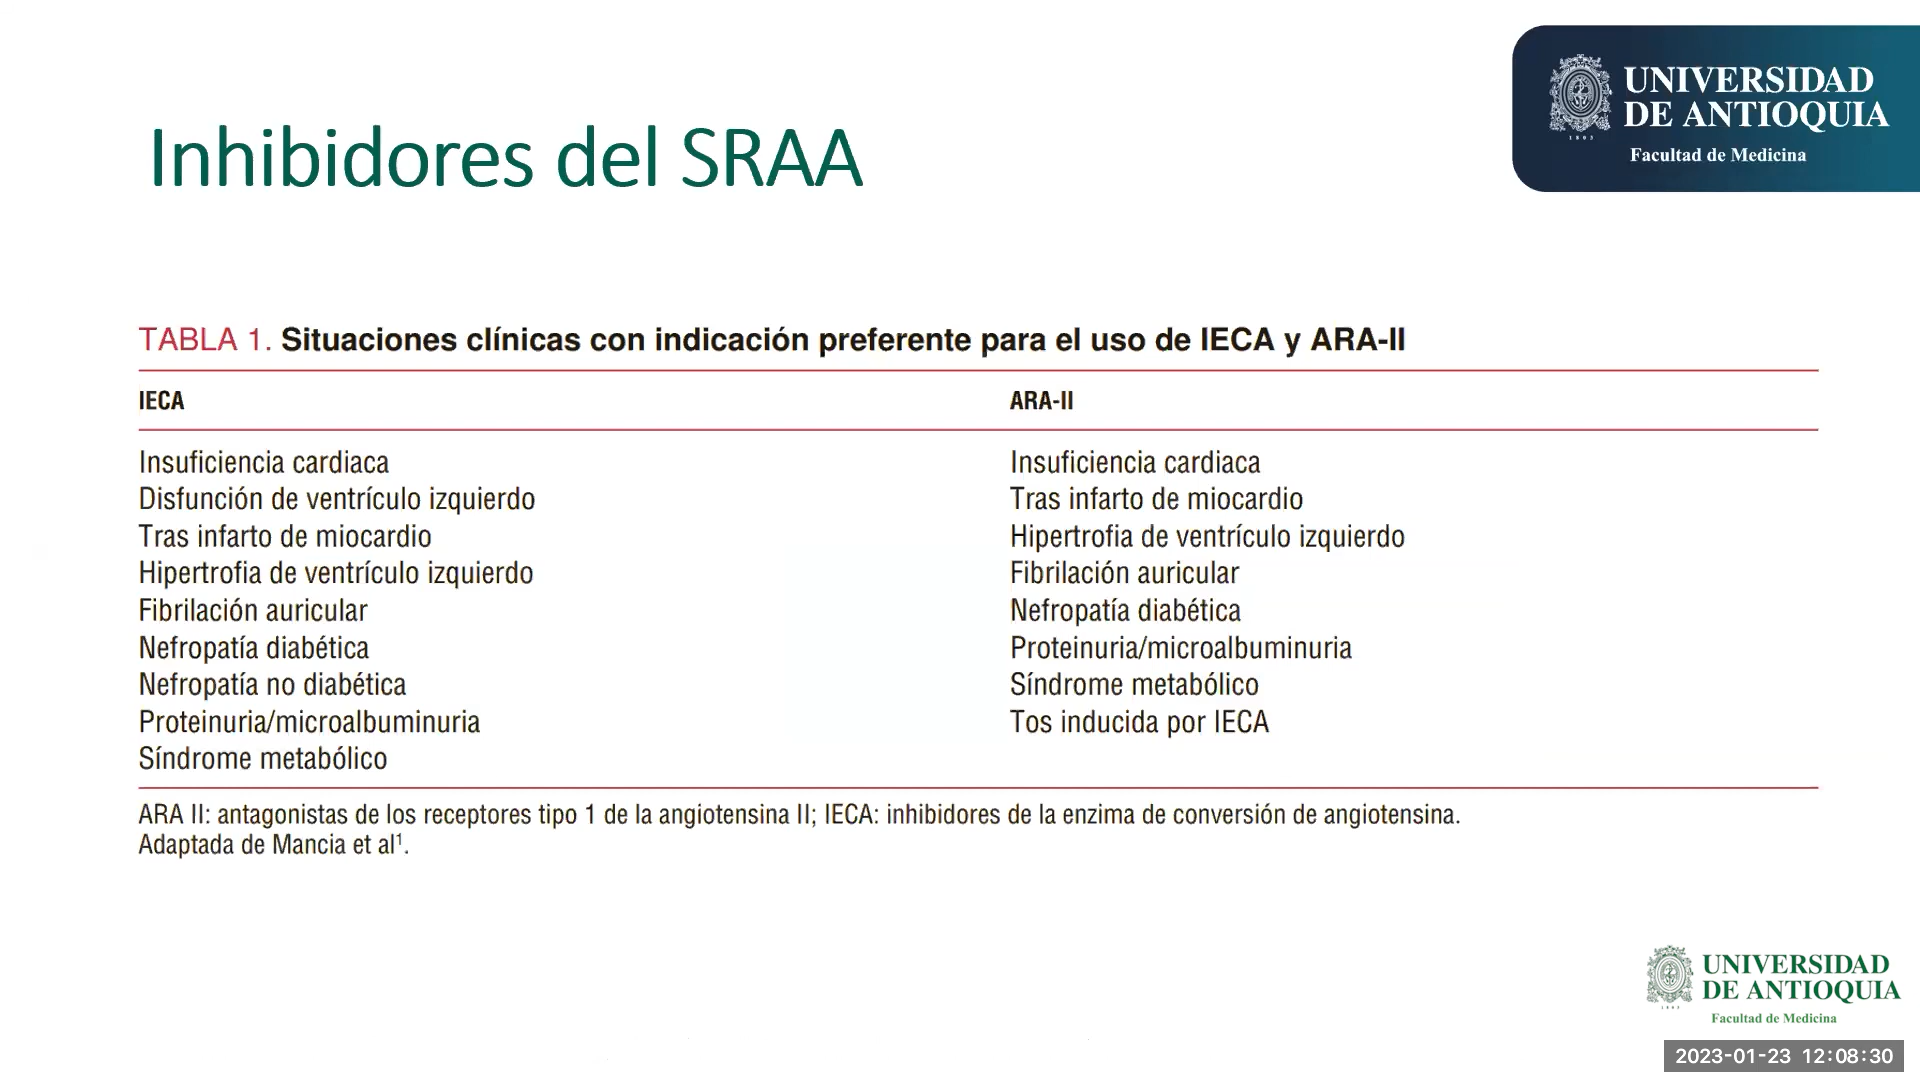 UNIVERSIDAD
DE ANTIOQUIA
1803
Facultad de Medicina
Inhibidores del SRAA
TABLA 1. Situaciones clínicas con indicación preferente para el uso de IECA y ARA-II
IECA
ARA-II
Insuficiencia cardiaca
Insuficiencia cardiaca
Disfunción de ventrículo izquierdo
Tras infarto de miocardio
Tras infarto de miocardio
Hipertrofia de ventrículo izquierdo
Hipertrofia de ventrículo izquierdo
Fibrilación auricular
Fibrilación auricular
Nefropatía diabética
Nefropatía diabética
Proteinuria/microalbuminuria
Nefropatía no diabética
Síndrome metabólico
Proteinuria/microalbuminuria
Tos inducida por IECA
Síndrome metabólico
ARA II: antagonistas de los receptores tipo 1 de la angiotensina II; IECA: inhibidores de la enzima de conversión de angiotensina.
Adaptada de Mancia et al¹.
UNIVERSIDAD
DE ANTIOQUIA
Facultad de Medicina
2023-01-23 12:08:30